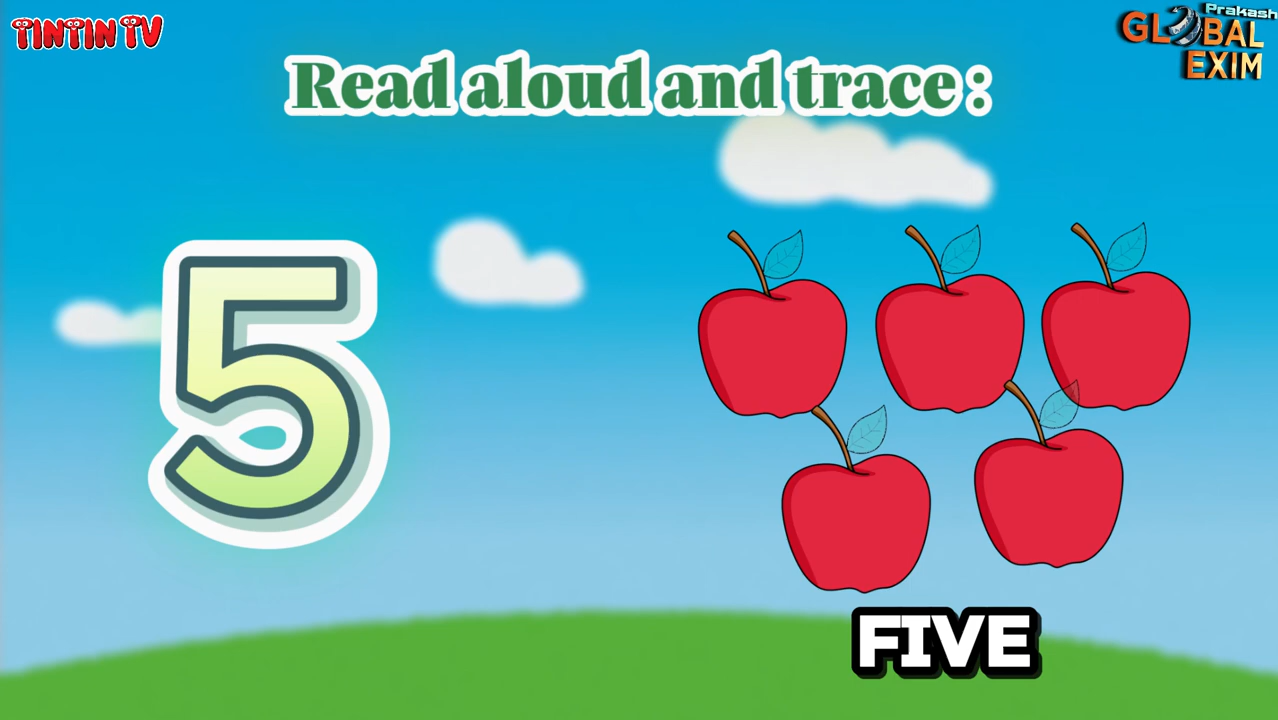 TINTIN TV
Prakash
GLOBAL
EXIM
Read aloud and trace:
5
FIVE